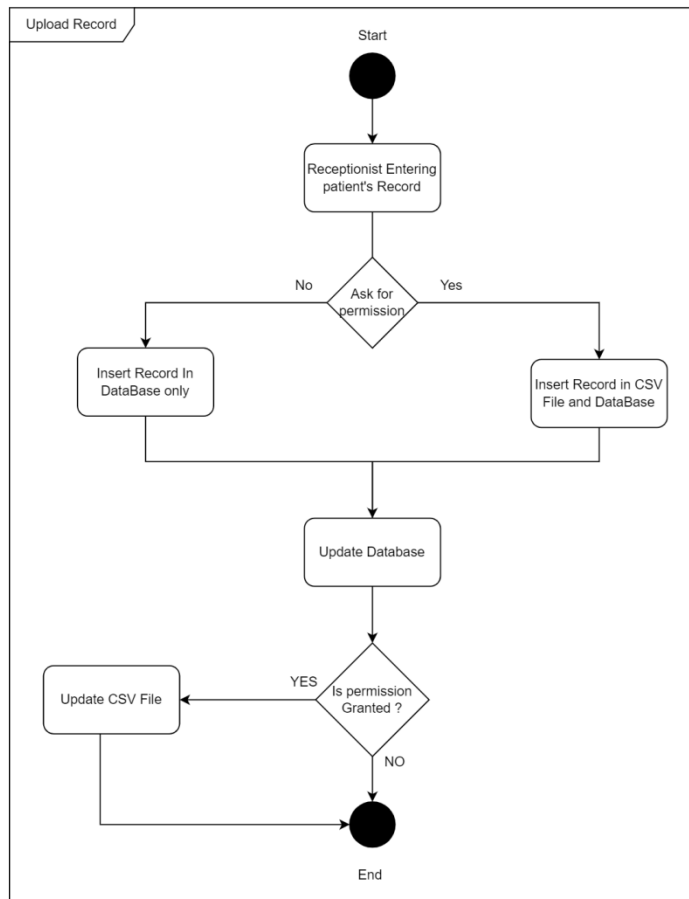 Upload Record
Start
Receptionist Entering
patient's Record
No
Ask for
permission
Yes
Insert Record In
DataBase only
Insert Record in CSV
File and DataBase
Update Database
YES
Is permission
Granted ?
Update CSV File
NO
End